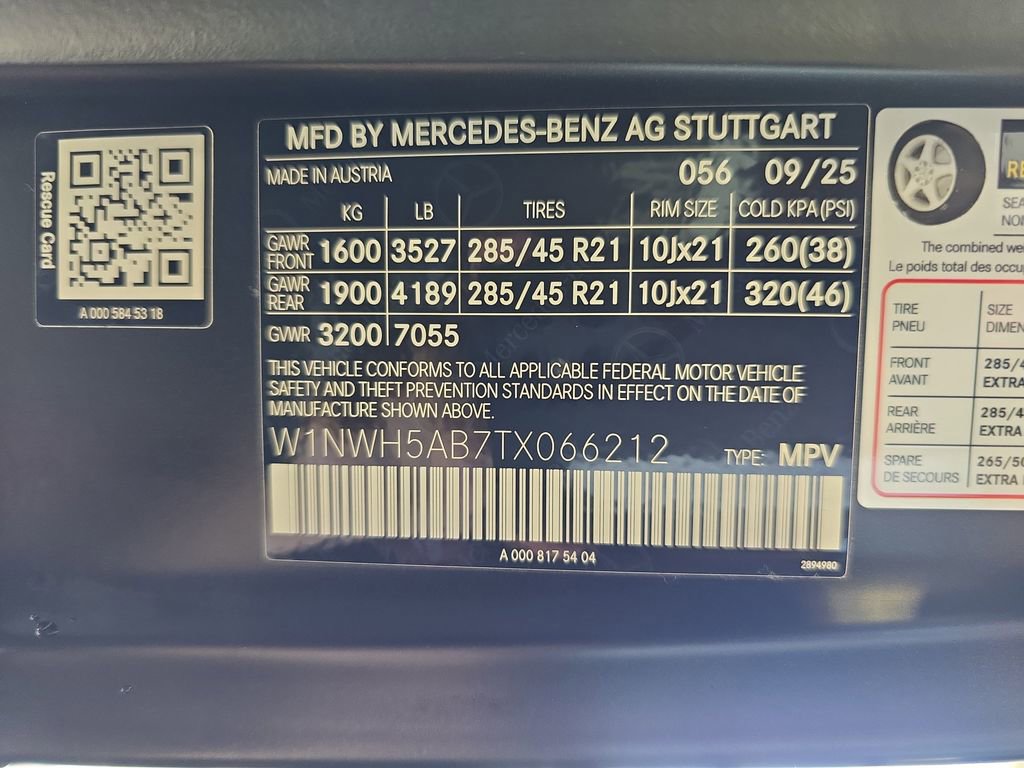 Rescue Card
A 000 584 53 18
MFD BY MERCEDES-BENZ AG STUTTGART
MADE IN AUSTRIA 056 09/25
KG LB TIRES RIM SIZE COLD KPA (PSI)
GAWR FRONT 1600 3527 285/45 R21 10Jx21 260(38)
GAWR REAR 1900 4189 285/45 R21 10Jx21 320(46)
GVWR 3200 7055
THIS VEHICLE CONFORMS TO ALL APPLICABLE FEDERAL MOTOR VEHICLE
SAFETY AND THEFT PREVENTION STANDARDS IN EFFECT ON THE DATE OF
MANUFACTURE SHOWN ABOVE.
W1NWH5AB7TX066212 TYPE: MPV
A 000 817 54 04
2894980
The combined
Le poids total des
TIRE
PNEU
SIZE
FRONT
AVANT
EXTRA
REAR
ARRIÈRE
EXTRA
SPARE
DE SECOURS
EXTRA